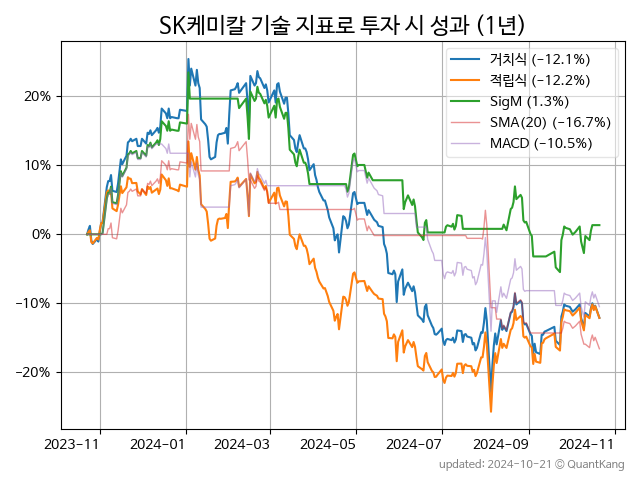 SK케미칼 기술 지표로 투자 시 성과 (1년)
거치식 (−12.1%)
적립식 (−12.2%)
SigM (1.3%)
SMA(20) (−16.7%)
MACD (−10.5%)
20%
10%
0%
−10%
−20%
2023-11 2024-01 2024-03 2024-05 2024-07 2024-09 2024-11
updated: 2024-10-21 © QuantKang